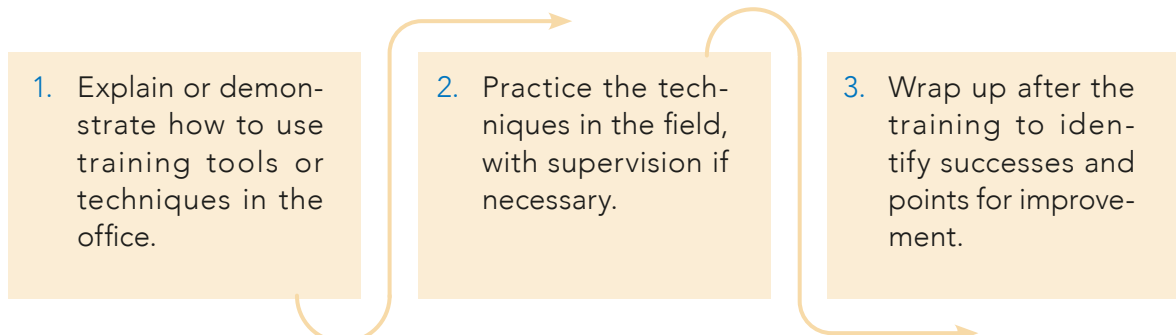 1. Explain or demon-
strate how to use
training tools or
techniques in the
office.
2. Practice the tech-
niques in the field,
with supervision if
necessary.
3. Wrap up after the
training to iden-
tify successes and
points for improve-
ment.